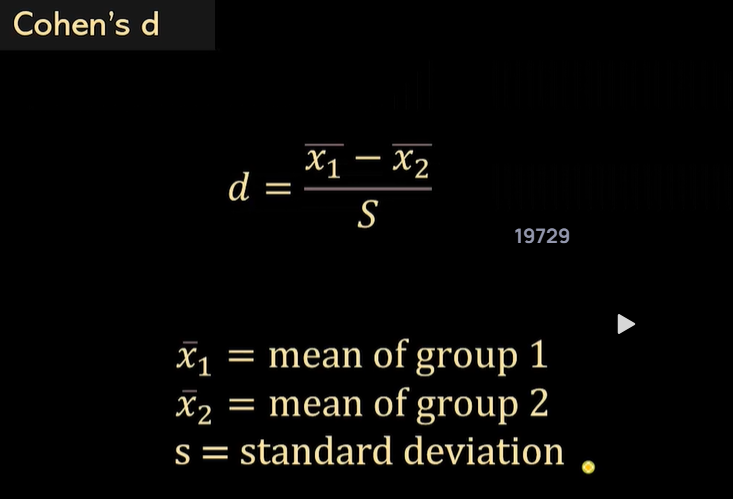 Cohen's d
d = (x̄₁ − x̄₂) / S
19729
x̄₁ = mean of group 1
x̄₂ = mean of group 2
s = standard deviation